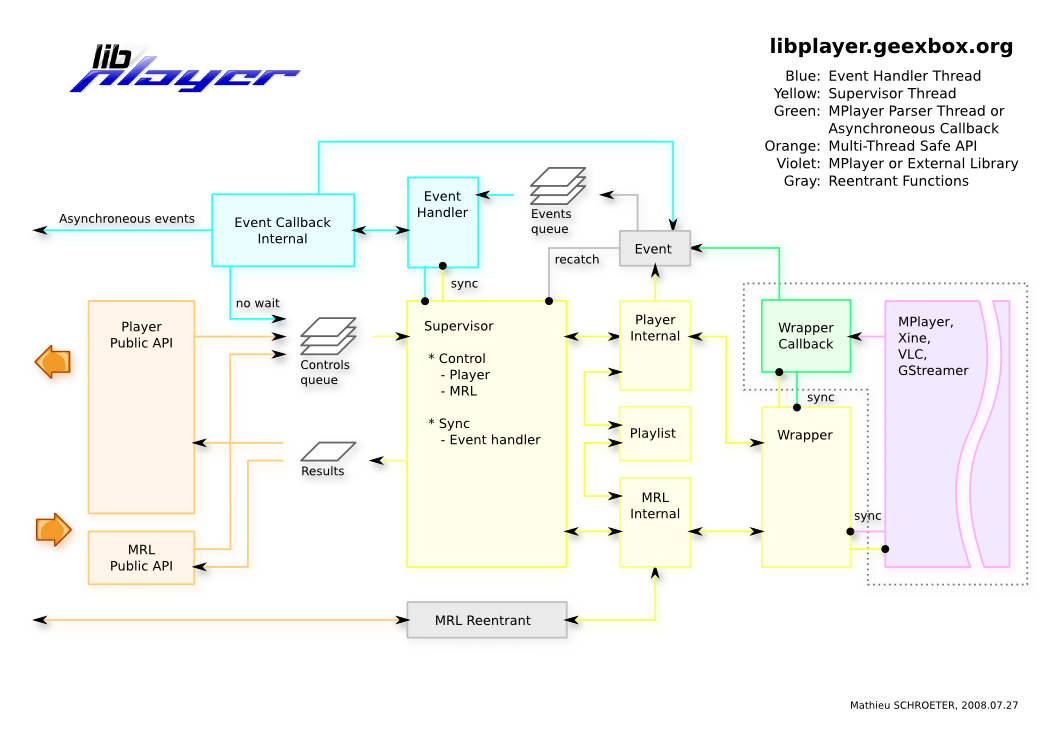 lib
player
libplayer.geexbox.org
Blue: Event Handler Thread
Yellow: Supervisor Thread
Green: MPlayer Parser Thread or
Asynchroneous Callback
Orange: Multi-Thread Safe API
Violet: MPlayer or External Library
Gray: Reentrant Functions
Asynchroneous events
Event Callback
Internal
Event
Handler
Events
queue
Event
recatch
sync
no wait
Player
Public API
Controls
queue
Supervisor
* Control
- Player
- MRL
* Sync
- Event handler
Player
Internal
Wrapper
Callback
MPlayer,
Xine,
VLC,
GStreamer
sync
Playlist
Wrapper
Results
MRL
Internal
sync
MRL
Public API
MRL Reentrant
Mathieu SCHROETER, 2008.07.27